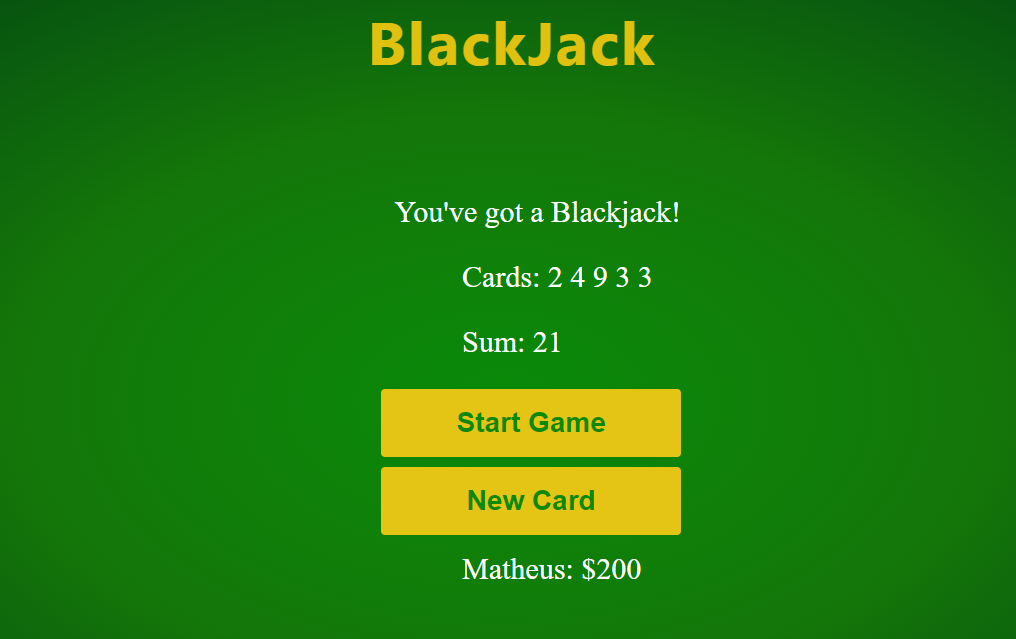 BlackJack
You've got a Blackjack!
Cards: 2 4 9 3 3
Sum: 21
Start Game
New Card
Matheus: $200